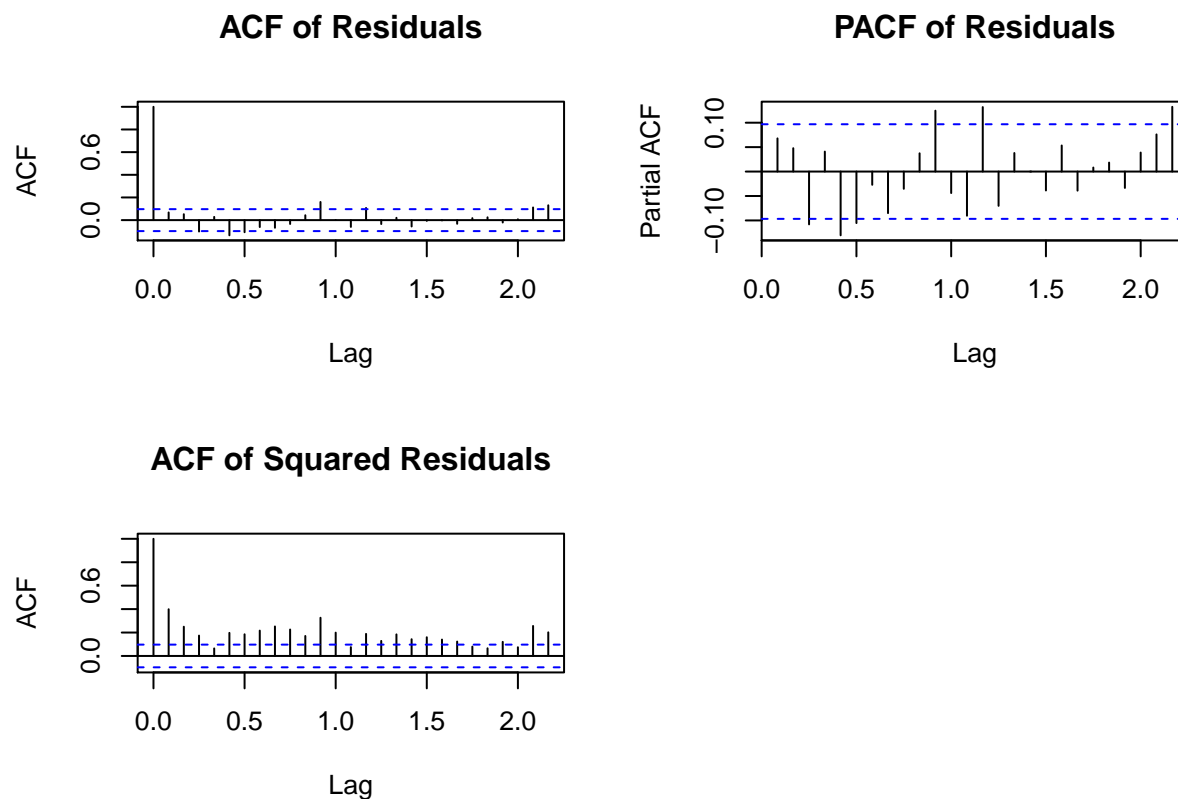 ACF of Residuals
ACF
0.0 0.6
0.0 0.5 1.0 1.5 2.0
Lag
PACF of Residuals
Partial ACF
−0.10 0.10
0.0 0.5 1.0 1.5 2.0
Lag
ACF of Squared Residuals
ACF
0.0 0.6
0.0 0.5 1.0 1.5 2.0
Lag